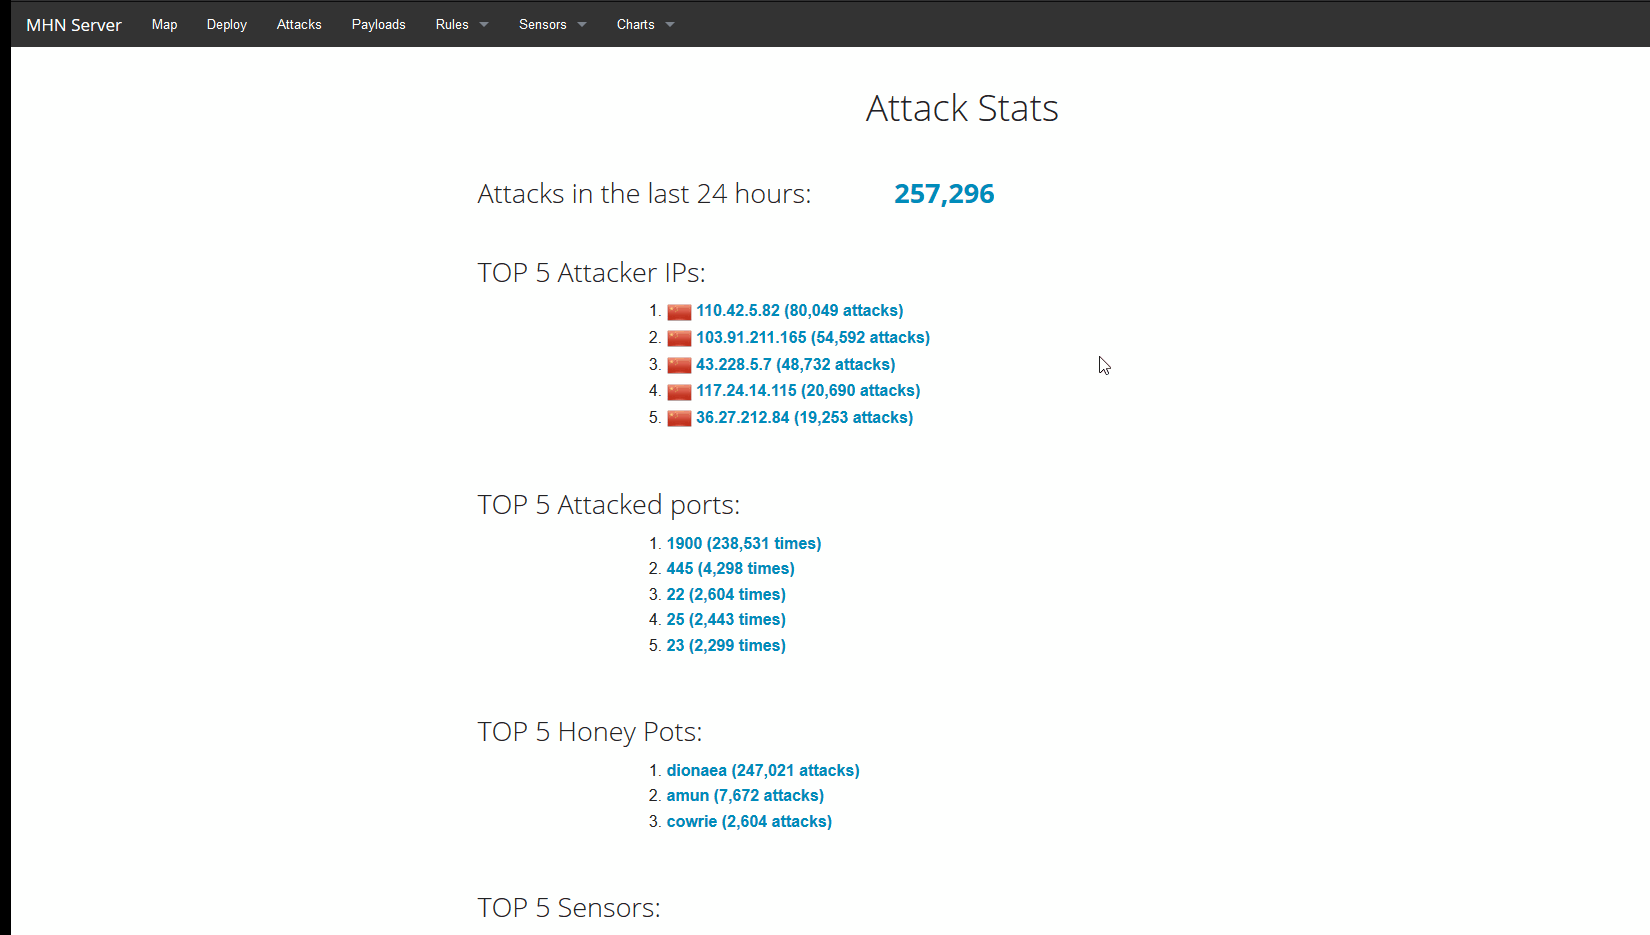 MHN Server Map Deploy Attacks Payloads Rules Sensors Charts
Attack Stats
Attacks in the last 24 hours: 257,296
TOP 5 Attacker IPs:
1. 110.42.5.82 (80,049 attacks)
2. 103.91.211.165 (54,592 attacks)
3. 43.228.5.7 (48,732 attacks)
4. 117.24.14.115 (20,690 attacks)
5. 36.27.212.84 (19,253 attacks)
TOP 5 Attacked ports:
1. 1900 (238,531 times)
2. 445 (4,298 times)
3. 22 (2,604 times)
4. 25 (2,443 times)
5. 23 (2,299 times)
TOP 5 Honey Pots:
1. dionaea (247,021 attacks)
2. amun (7,672 attacks)
3. cowrie (2,604 attacks)
TOP 5 Sensors: